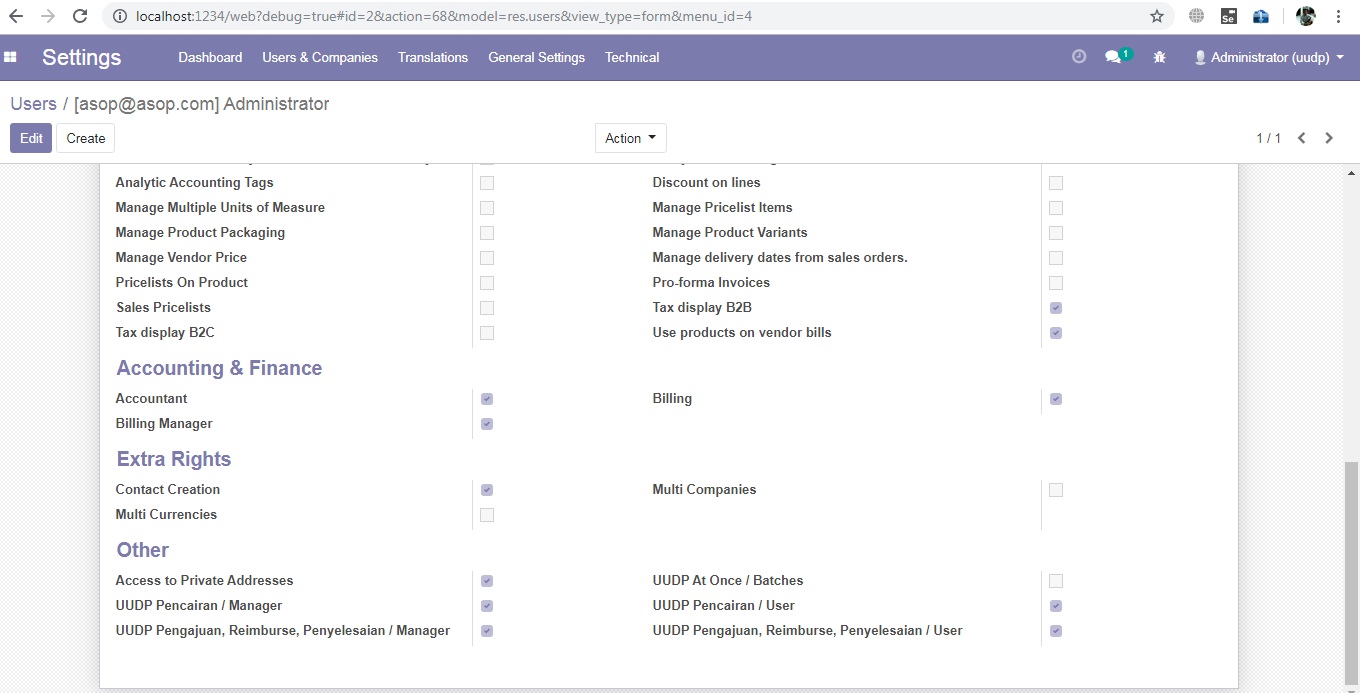 localhost:1234/web?debug=true#id=2&action=68&model=res.users&view_type=form&menu_id=4
Se
Settings Dashboard Users & Companies Translations General Settings Technical 1 Administrator (uudp)
Users / [asop@asop.com] Administrator
Edit Create Action 1 / 1
Analytic Accounting Tags Discount on lines
Manage Multiple Units of Measure Manage Pricelist Items
Manage Product Packaging Manage Product Variants
Manage Vendor Price Manage delivery dates from sales orders.
Pricelists On Product Pro-forma Invoices
Sales Pricelists Tax display B2B
Tax display B2C Use products on vendor bills
Accounting & Finance
Accountant Billing
Billing Manager
Extra Rights
Contact Creation Multi Companies
Multi Currencies
Other
Access to Private Addresses UUDP At Once / Batches
UUDP Pencairan / Manager UUDP Pencairan / User
UUDP Pengajuan, Reimburse, Penyelesaian / Manager UUDP Pengajuan, Reimburse, Penyelesaian / User